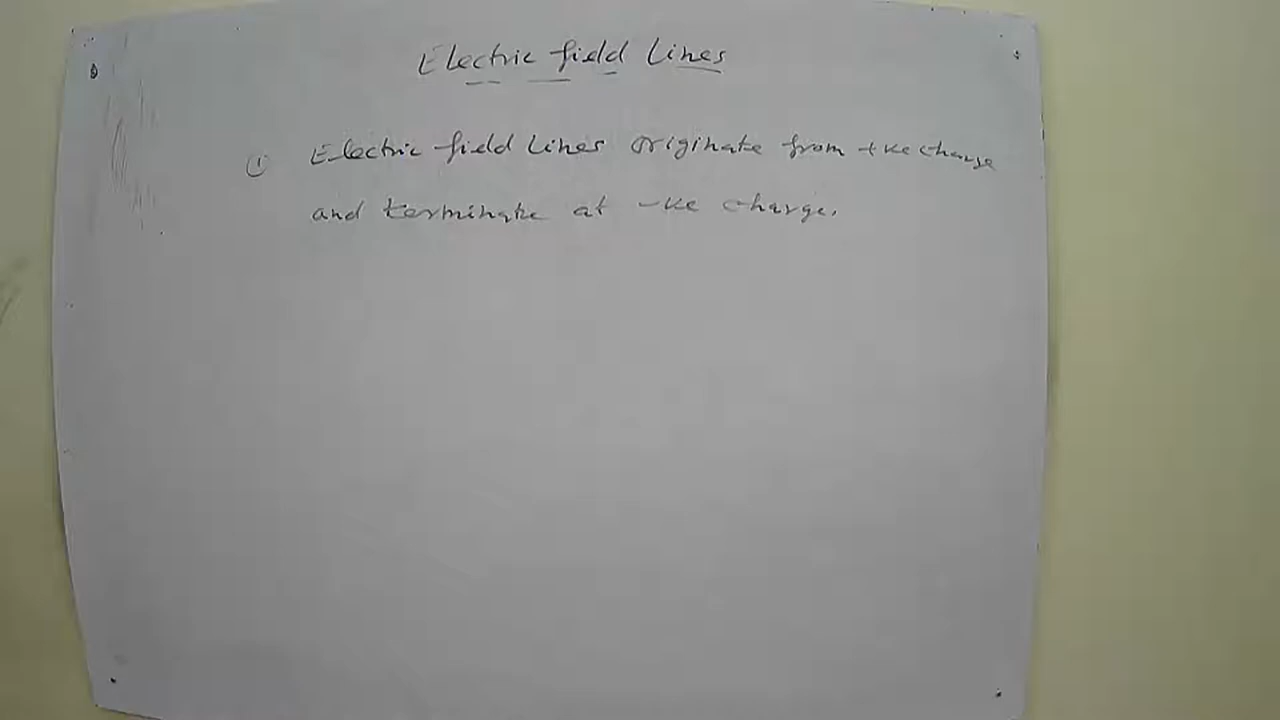 Electric field Lines
① Electric field Lines originate from +ve charge
and terminate at -ve charge.